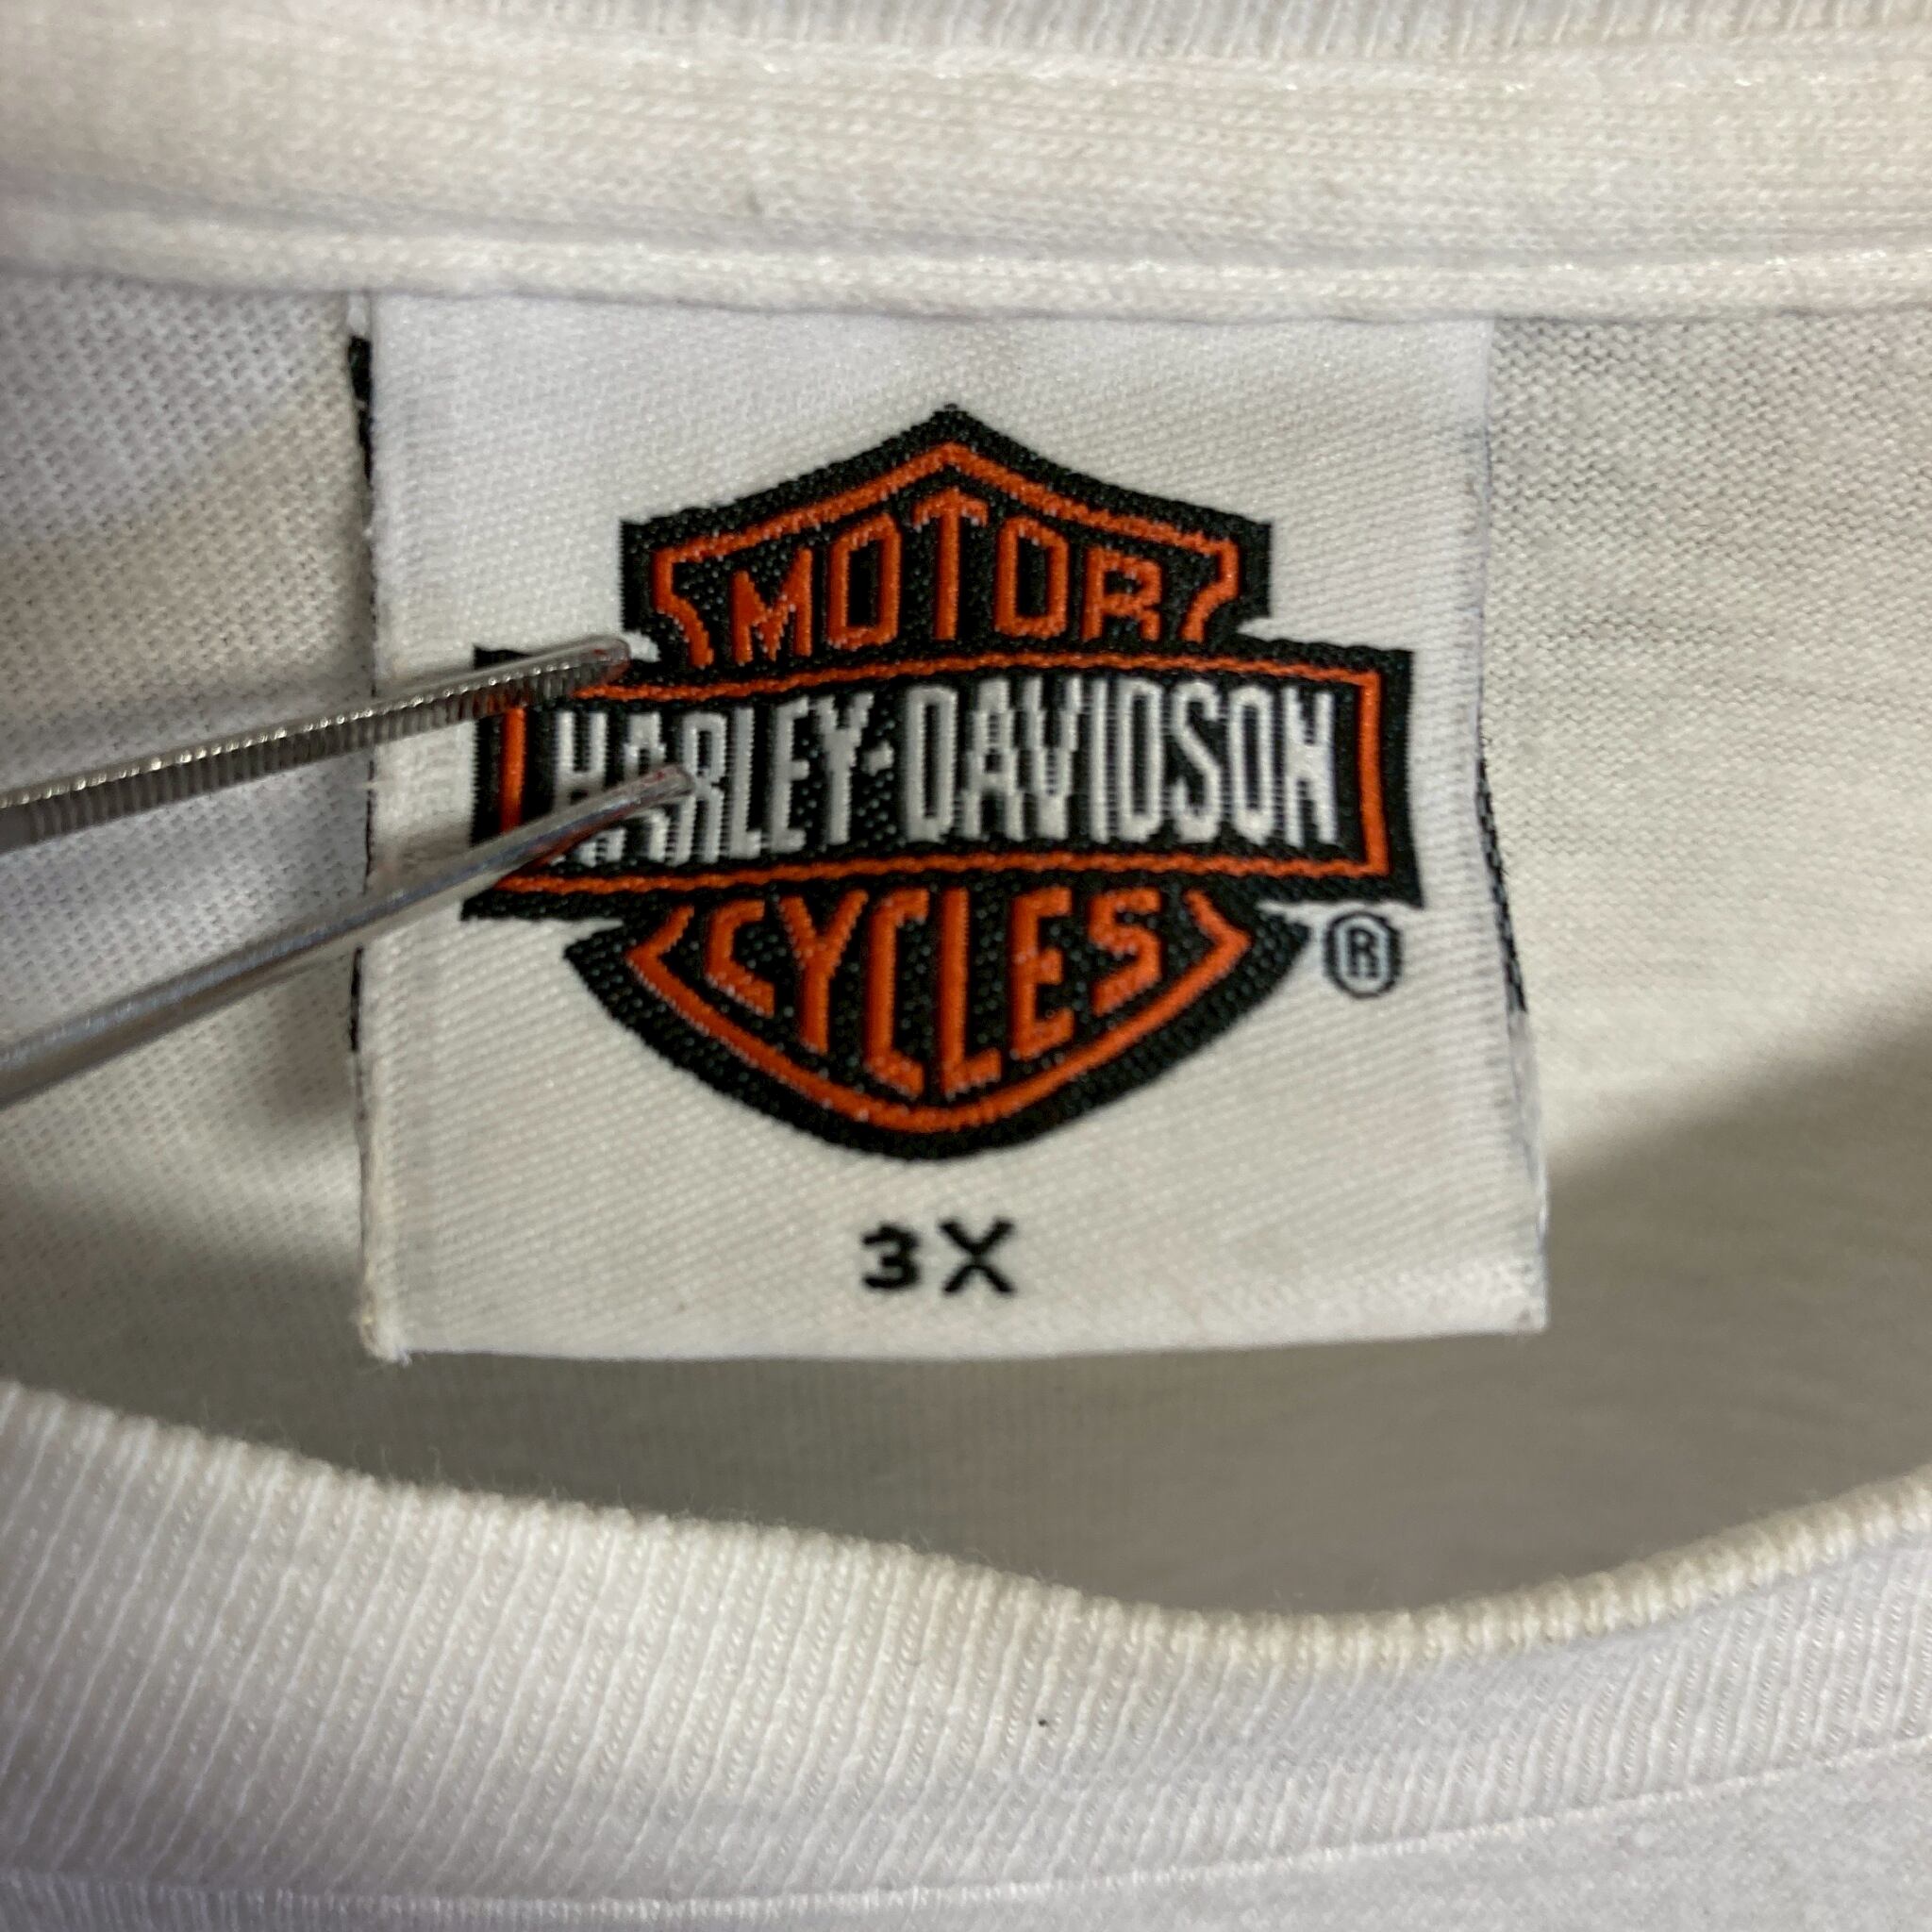 MOTOR
HARLEY-DAVIDSON
CYCLES
®
3X